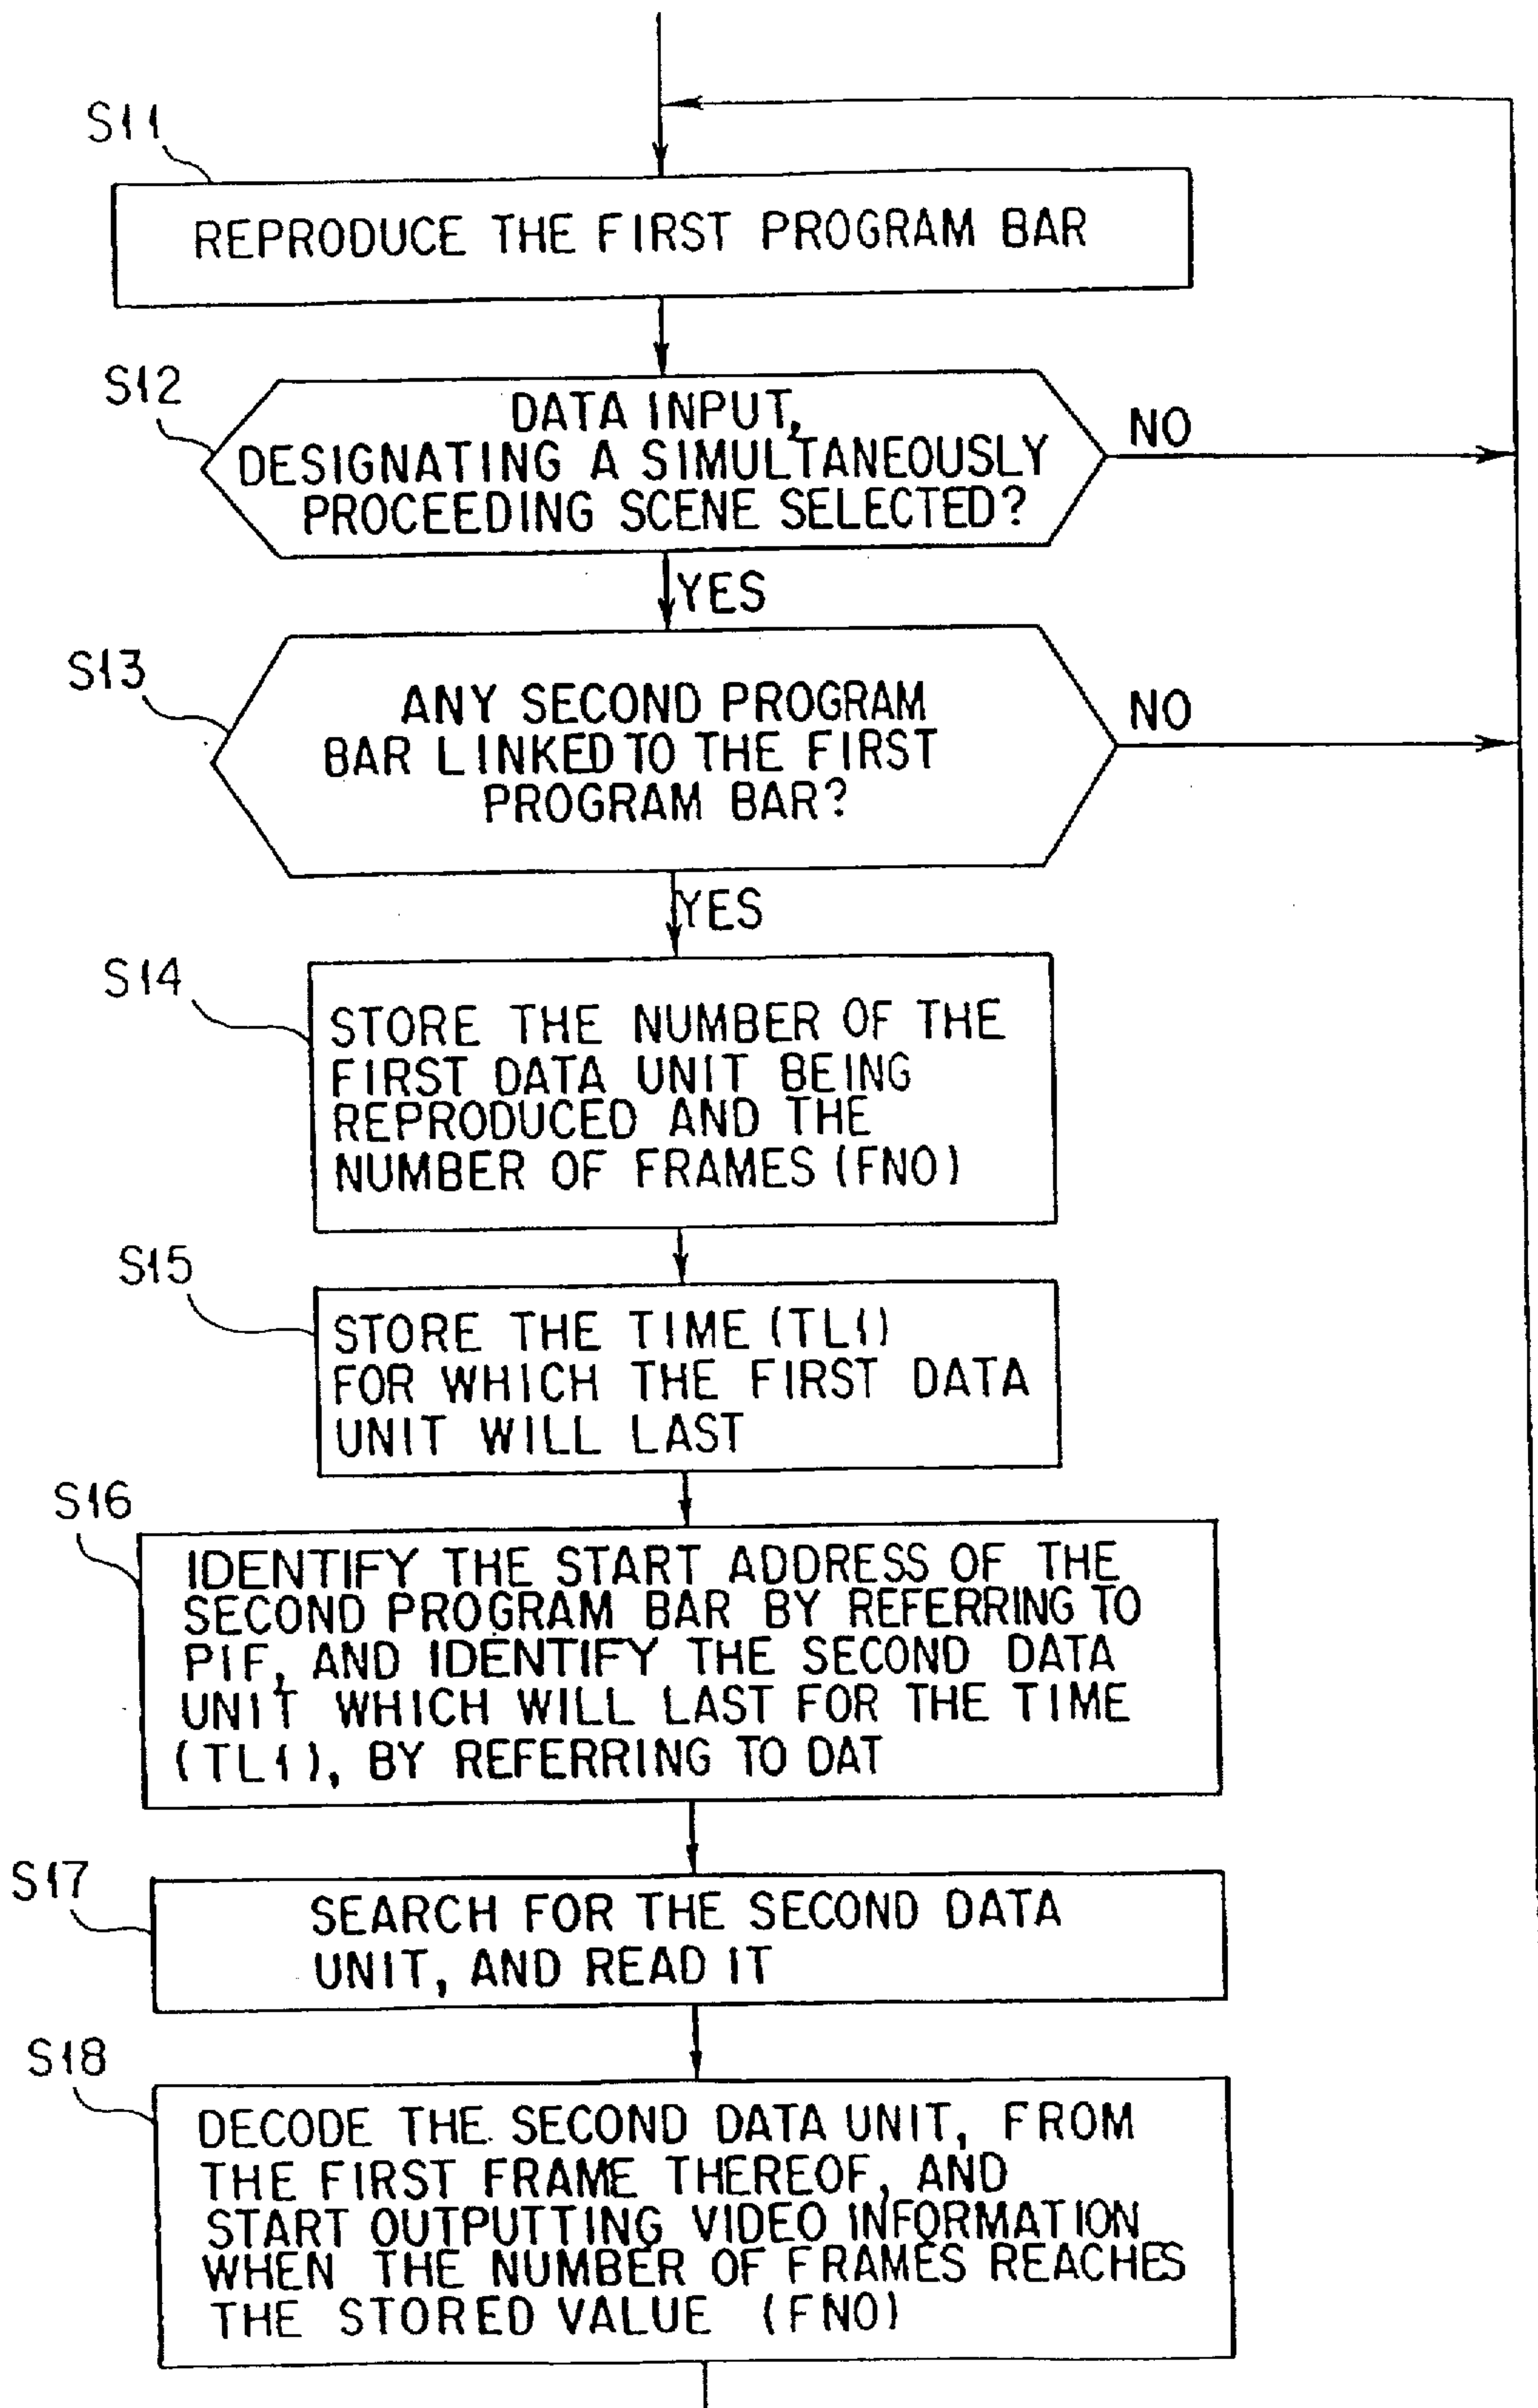 S11
REPRODUCE THE FIRST PROGRAM BAR
S12
DATA INPUT,
DESIGNATING A SIMULTANEOUSLY
PROCEEDING SCENE SELECTED?
NO
YES
S13
ANY SECOND PROGRAM
BAR LINKED TO THE FIRST
PROGRAM BAR?
NO
YES
S14
STORE THE NUMBER OF THE
FIRST DATA UNIT BEING
REPRODUCED AND THE
NUMBER OF FRAMES (FNO)
S15
STORE THE TIME (TL1)
FOR WHICH THE FIRST DATA
UNIT WILL LAST
S16
IDENTIFY THE START ADDRESS OF THE
SECOND PROGRAM BAR BY REFERRING TO
PIF, AND IDENTIFY THE SECOND DATA
UNIT WHICH WILL LAST FOR THE TIME
(TL1), BY REFERRING TO DAT
S17
SEARCH FOR THE SECOND DATA
UNIT, AND READ IT
S18
DECODE THE SECOND DATA UNIT, FROM
THE FIRST FRAME THEREOF, AND
START OUTPUTTING VIDEO INFORMATION
WHEN THE NUMBER OF FRAMES REACHES
THE STORED VALUE (FNO)